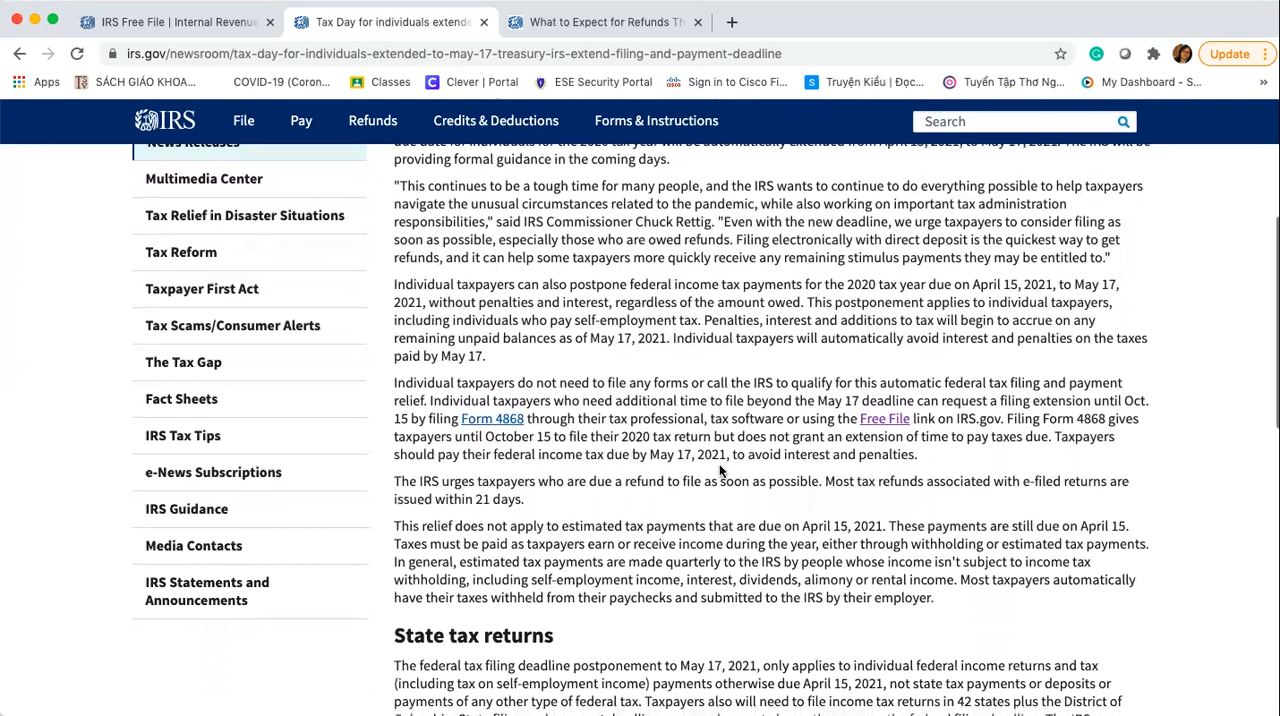 IRS Free File | Internal Revenue
Tax Day for individuals extende
What to Expect for Refunds Th
irs.gov/newsroom/tax-day-for-individuals-extended-to-may-17-treasury-irs-extend-filing-and-payment-deadline
Update
Apps
SÁCH GIÁO KHOA...
COVID-19 (Coron...
Classes
Clever | Portal
ESE Security Portal
Sign in to Cisco Fi...
Truyện Kiều | Đọc...
Tuyển Tập Thơ Ng...
My Dashboard - S...
»
IRS
File
Pay
Refunds
Credits & Deductions
Forms & Instructions
Search
News Releases
Multimedia Center
Tax Relief in Disaster Situations
Tax Reform
Taxpayer First Act
Tax Scams/Consumer Alerts
The Tax Gap
Fact Sheets
IRS Tax Tips
e-News Subscriptions
IRS Guidance
Media Contacts
IRS Statements and
Announcements
due date for individuals for the 2020 tax year will be automatically extended from April 15, 2021, to May 17, 2021. The IRS will be
providing formal guidance in the coming days.
"This continues to be a tough time for many people, and the IRS wants to continue to do everything possible to help taxpayers
navigate the unusual circumstances related to the pandemic, while also working on important tax administration
responsibilities," said IRS Commissioner Chuck Rettig. "Even with the new deadline, we urge taxpayers to consider filing as
soon as possible, especially those who are owed refunds. Filing electronically with direct deposit is the quickest way to get
refunds, and it can help some taxpayers more quickly receive any remaining stimulus payments they may be entitled to."
Individual taxpayers can also postpone federal income tax payments for the 2020 tax year due on April 15, 2021, to May 17,
2021, without penalties and interest, regardless of the amount owed. This postponement applies to individual taxpayers,
including individuals who pay self-employment tax. Penalties, interest and additions to tax will begin to accrue on any
remaining unpaid balances as of May 17, 2021. Individual taxpayers will automatically avoid interest and penalties on the taxes
paid by May 17.
Individual taxpayers do not need to file any forms or call the IRS to qualify for this automatic federal tax filing and payment
relief. Individual taxpayers who need additional time to file beyond the May 17 deadline can request a filing extension until Oct.
15 by filing Form 4868 through their tax professional, tax software or using the Free File link on IRS.gov. Filing Form 4868 gives
taxpayers until October 15 to file their 2020 tax return but does not grant an extension of time to pay taxes due. Taxpayers
should pay their federal income tax due by May 17, 2021, to avoid interest and penalties.
The IRS urges taxpayers who are due a refund to file as soon as possible. Most tax refunds associated with e-filed returns are
issued within 21 days.
This relief does not apply to estimated tax payments that are due on April 15, 2021. These payments are still due on April 15.
Taxes must be paid as taxpayers earn or receive income during the year, either through withholding or estimated tax payments.
In general, estimated tax payments are made quarterly to the IRS by people whose income isn't subject to income tax
withholding, including self-employment income, interest, dividends, alimony or rental income. Most taxpayers automatically
have their taxes withheld from their paychecks and submitted to the IRS by their employer.
State tax returns
The federal tax filing deadline postponement to May 17, 2021, only applies to individual federal income returns and tax
(including tax on self-employment income) payments otherwise due April 15, 2021, not state tax payments or deposits or
payments of any other type of federal tax. Taxpayers also will need to file income tax returns in 42 states plus the District of